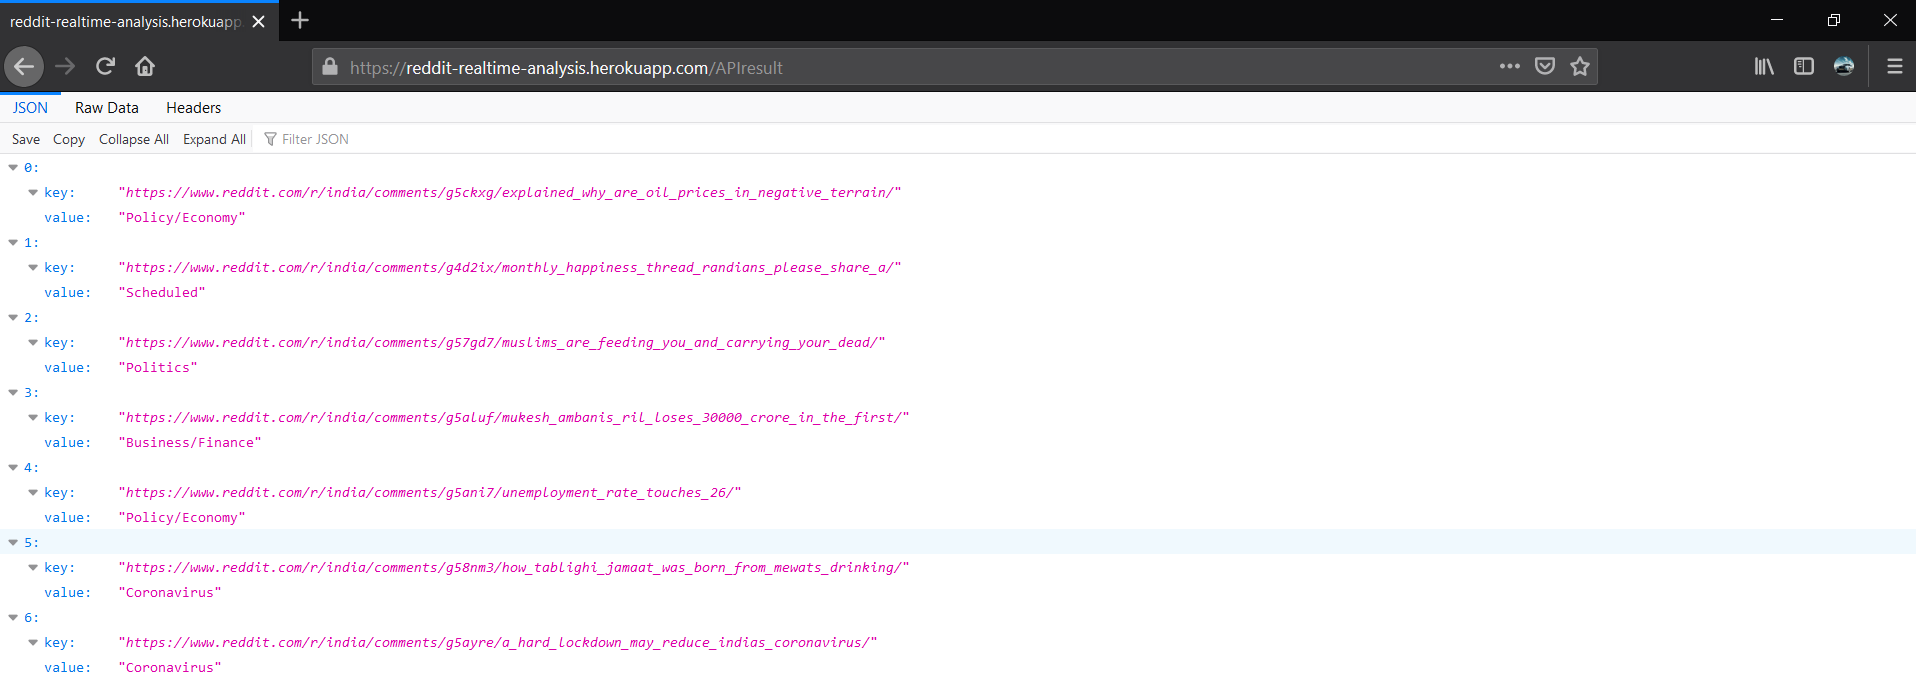 reddit-realtime-analysis.herokuapp
https://reddit-realtime-analysis.herokuapp.com/APIresult
JSON Raw Data Headers
Save Copy Collapse All Expand All Filter JSON
0:
key: "https://www.reddit.com/r/india/comments/g5ckxg/explained_why_are_oil_prices_in_negative_terrain/"
value: "Policy/Economy"
1:
key: "https://www.reddit.com/r/india/comments/g4d2ix/monthly_happiness_thread_randians_please_share_a/"
value: "Scheduled"
2:
key: "https://www.reddit.com/r/india/comments/g57gd7/muslims_are_feeding_you_and_carrying_your_dead/"
value: "Politics"
3:
key: "https://www.reddit.com/r/india/comments/g5aluf/mukesh_ambanis_ril_loses_30000_crore_in_the_first/"
value: "Business/Finance"
4:
key: "https://www.reddit.com/r/india/comments/g5ani7/unemployment_rate_touches_26/"
value: "Policy/Economy"
5:
key: "https://www.reddit.com/r/india/comments/g58nm3/how_tablighi_jamaat_was_born_from_mewats_drinking/"
value: "Coronavirus"
6:
key: "https://www.reddit.com/r/india/comments/g5ayre/a_hard_lockdown_may_reduce_indias_coronavirus/"
value: "Coronavirus"